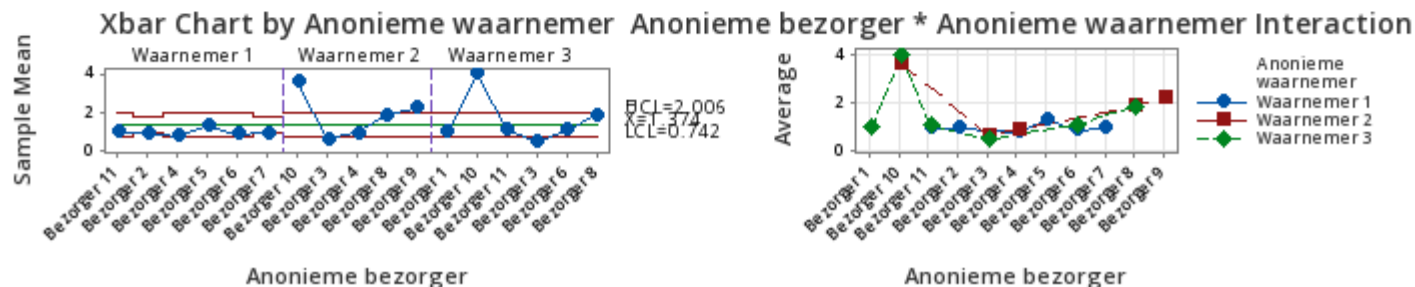 Xbar Chart by Anonieme waarnemer
Waarnemer 1 Waarnemer 2 Waarnemer 3
Sample Mean
4
2
0
UCL=2.006
LCL=0.742
Bezorger 11
Bezorger 2
Bezorger 4
Bezorger 5
Bezorger 6
Bezorger 7
Bezorger 10
Bezorger 3
Bezorger 4
Bezorger 8
Bezorger 9
Bezorger 1
Bezorger 10
Bezorger 11
Bezorger 3
Bezorger 6
Bezorger 8
Anonieme bezorger
Anonieme bezorger * Anonieme waarnemer Interaction
Average
4
2
0
Bezorger 1
Bezorger 10
Bezorger 11
Bezorger 2
Bezorger 3
Bezorger 4
Bezorger 5
Bezorger 6
Bezorger 7
Bezorger 8
Bezorger 9
Anonieme bezorger
Anonieme
waarnemer
Waarnemer 1
Waarnemer 2
Waarnemer 3